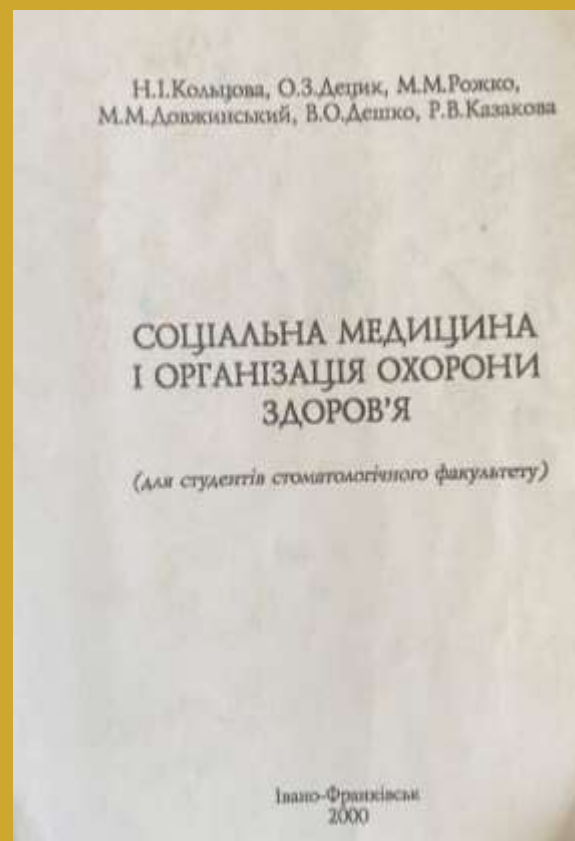 Н.І.Кольцова, О.З.Децик, М.М.Рожко,
М.М.Довжинський, В.О.Дешко, Р.В.Казакова
СОЦІАЛЬНА МЕДИЦИНА
І ОРГАНІЗАЦІЯ ОХОРОНИ
ЗДОРОВ'Я
(для студентів стоматологічного факультету)
Івано-Франківськ
2000